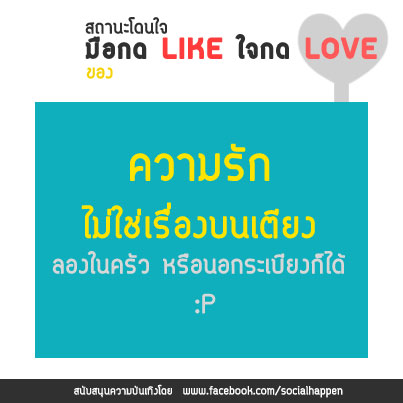 สถานะโดนใจ
มือกด LIKE ใจกด LOVE
ของ
ความรัก
ไม่ใช่เรื่องบนเตียง
ลองในครัว หรือนอกระเบียงก็ได้
:P
สนับสนุนความบันเทิงโดย www.facebook.com/socialhappen